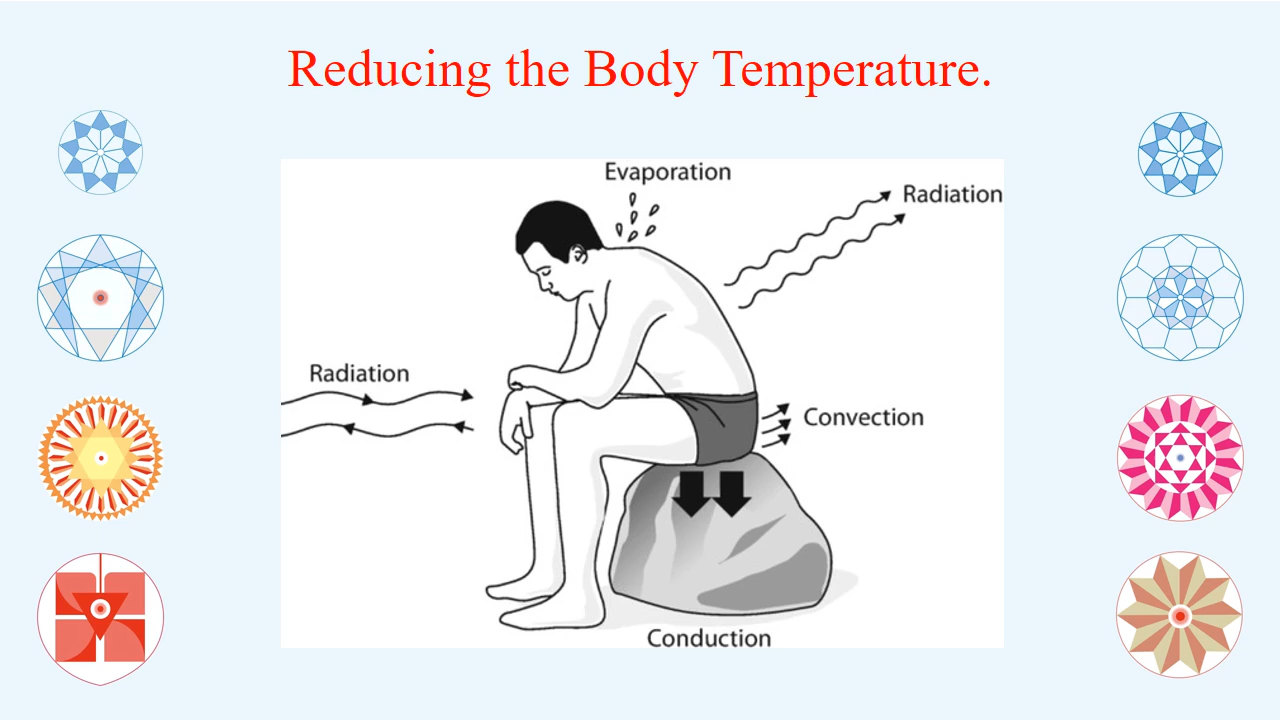 Reducing the Body Temperature.
Evaporation
Radiation
Radiation
Convection
Conduction